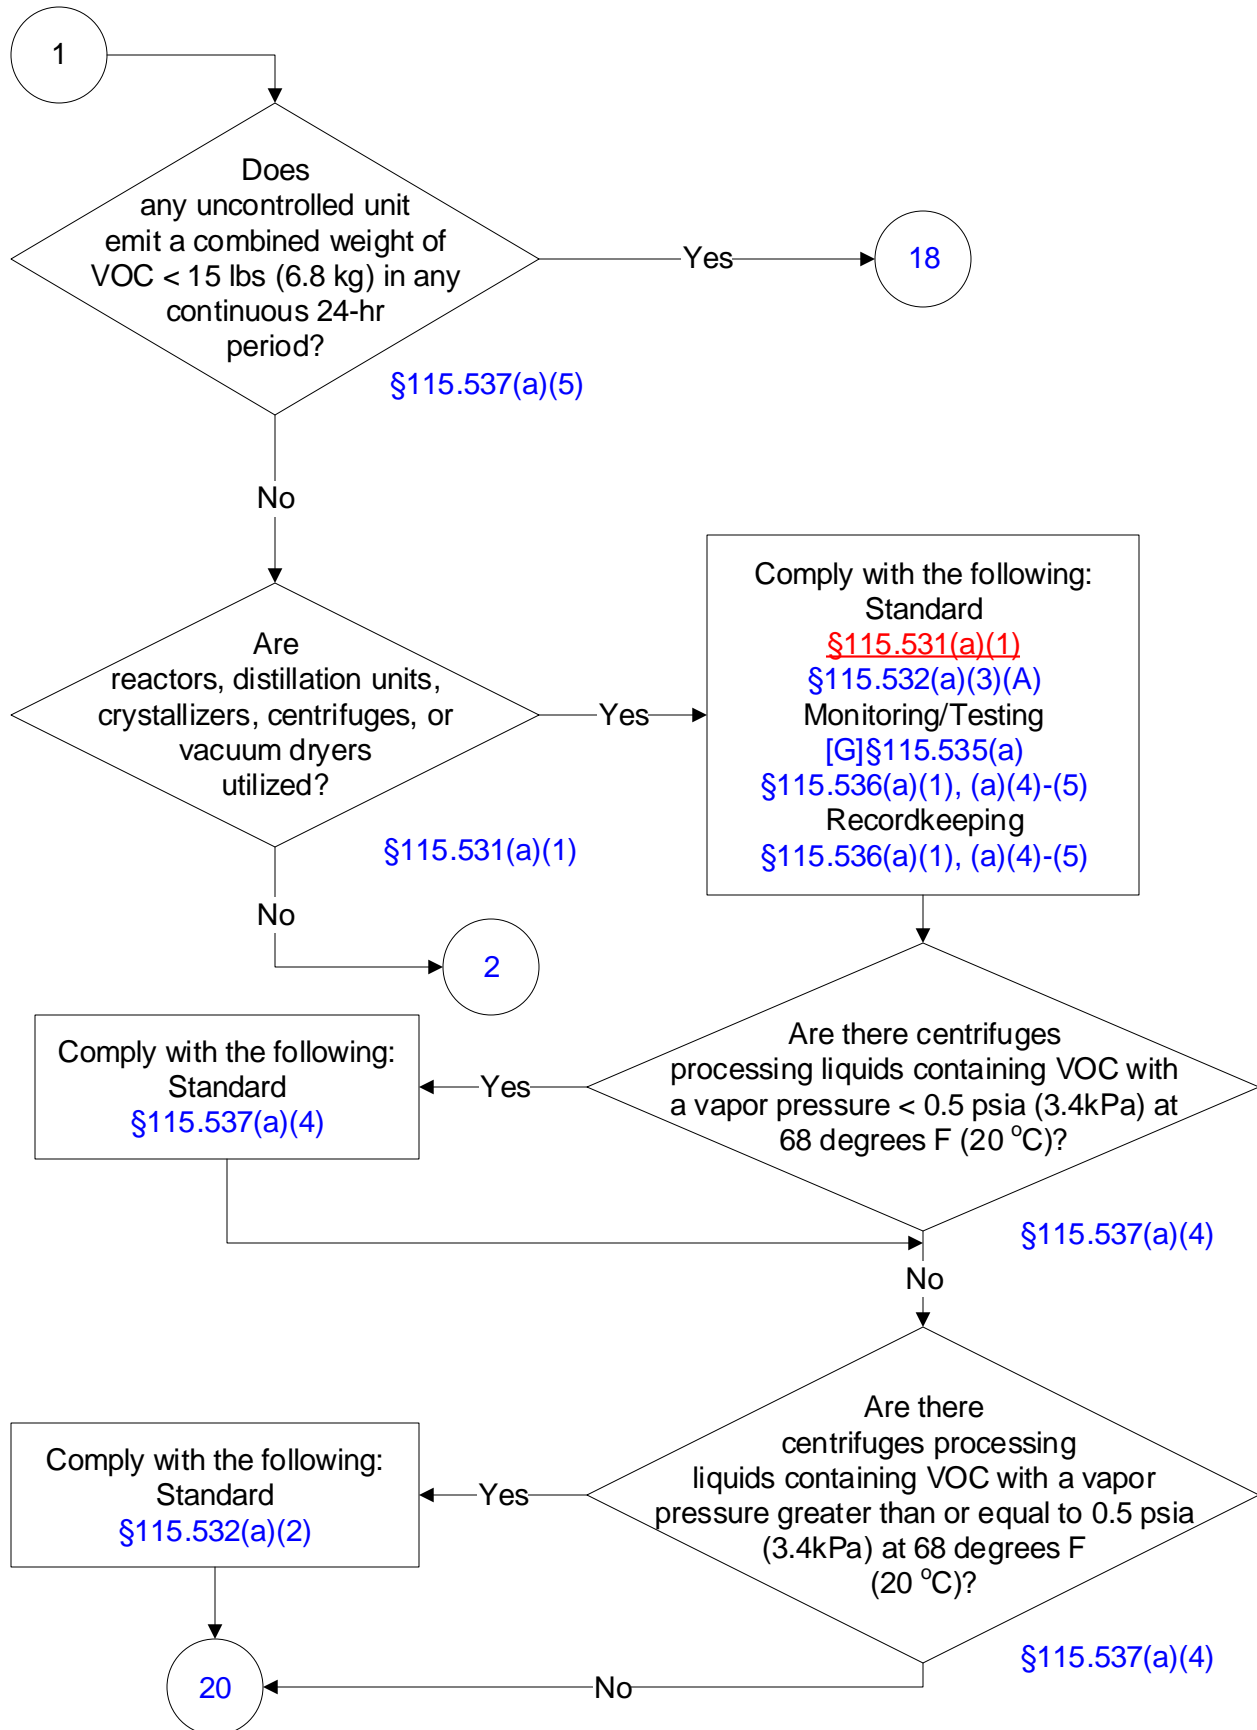 1
Does
any uncontrolled unit
emit a combined weight of
VOC < 15 lbs (6.8 kg) in any
continuous 24-hr
period?
Yes
18
§115.537(a)(5)
No
Are
reactors, distillation units,
crystallizers, centrifuges, or
vacuum dryers
utilized?
Yes
§115.531(a)(1)
Comply with the following:
Standard
§115.531(a)(1)
§115.532(a)(3)(A)
Monitoring/Testing
[G]§115.535(a)
§115.536(a)(1), (a)(4)-(5)
Recordkeeping
§115.536(a)(1), (a)(4)-(5)
No
2
Are there centrifuges
processing liquids containing VOC with
a vapor pressure < 0.5 psia (3.4kPa) at
68 degrees F (20 °C)?
Yes
Comply with the following:
Standard
§115.537(a)(4)
§115.537(a)(4)
No
Are there
centrifuges processing
liquids containing VOC with a vapor
pressure greater than or equal to 0.5 psia
(3.4kPa) at 68 degrees F
(20 °C)?
Yes
Comply with the following:
Standard
§115.532(a)(2)
§115.537(a)(4)
No
20